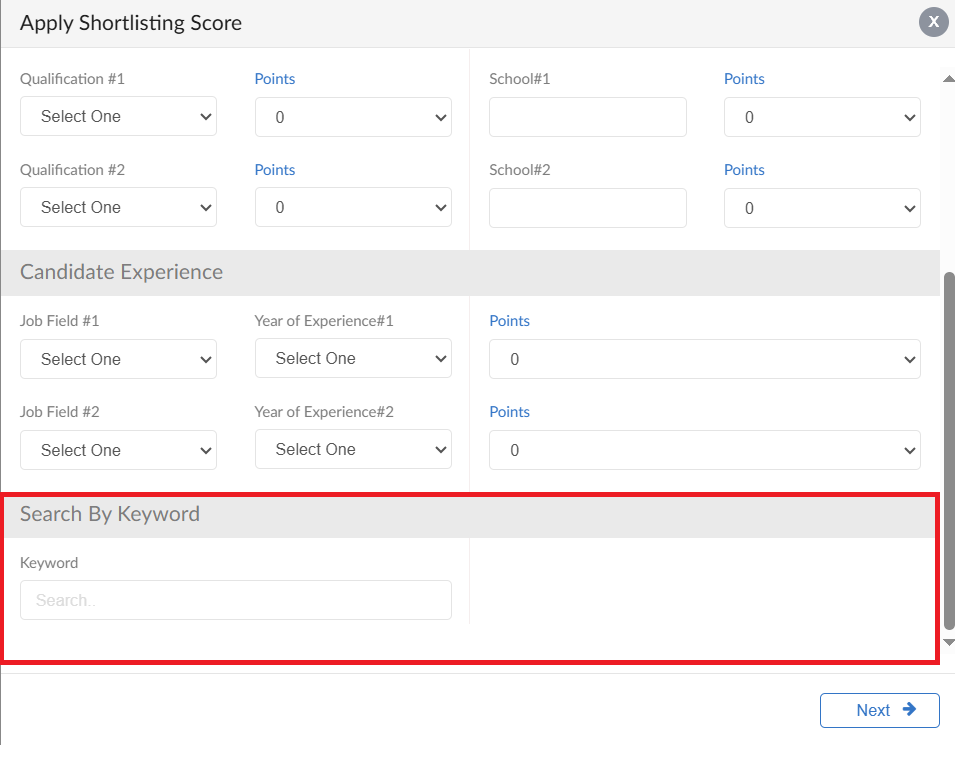 Apply Shortlisting Score
X
Qualification #1 Points School#1 Points
Select One 0 0
Qualification #2 Points School#2 Points
Select One 0 0
Candidate Experience
Job Field #1 Year of Experience#1 Points
Select One Select One 0
Job Field #2 Year of Experience#2 Points
Select One Select One 0
Search By Keyword
Keyword
Search..
Next